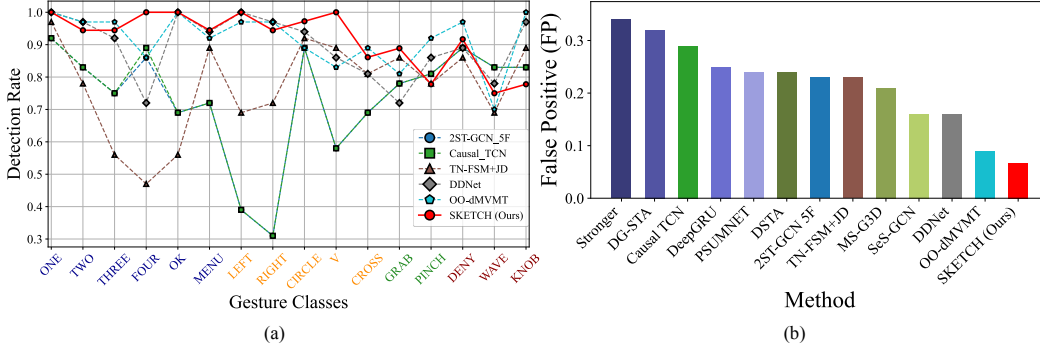 1.0
0.9
0.8
0.7
0.6
0.5
0.4
0.3
Detection Rate
2ST-GCN_5F
Causal_TCN
TN-FSM+JD
DDNet
OO-dMVMT
SKETCH (Ours)
ONE
TWO
THREE
FOUR
OK
MENU
LEFT
RIGHT
CIRCLE
V
CROSS
GRAB
PINCH
DENY
WAVE
KNOB
Gesture Classes
(a)
0.3
0.2
0.1
0.0
False Positive (FP)
Stronger
DG-STA
Causal TCN
DeepGRU
PSUMNET
DSTA
2ST-GCN 5F
TN-FSM+JD
MS-G3D
SeS-GCN
DDNet
OO-dMVMT
SKETCH (Ours)
Method
(b)